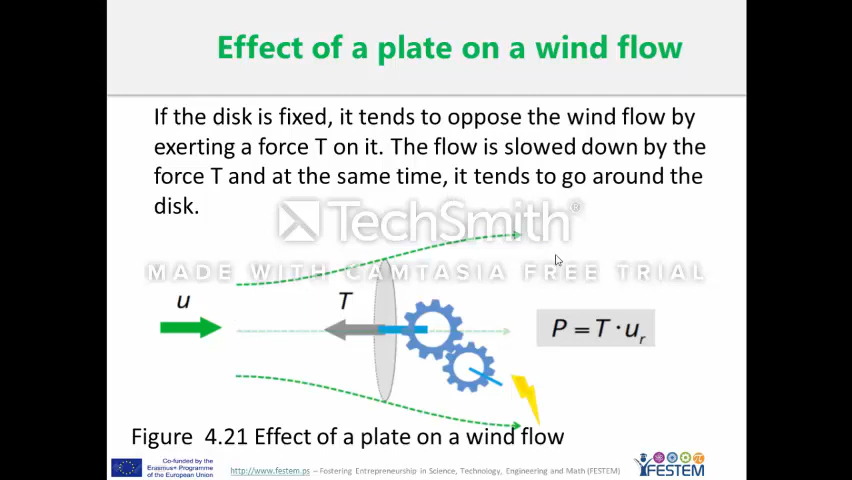 Effect of a plate on a wind flow
If the disk is fixed, it tends to oppose the wind flow by
exerting a force T on it. The flow is slowed down by the
force T and at the same time, it tends to go around the
disk.
TechSmith®
MADE WITH CAMTASIA FREE TRIAL
u
T
P = T · uᵣ
Figure 4.21 Effect of a plate on a wind flow
Co-funded by the
Erasmus+ Programme
of the European Union
http://www.festem.ps – Fostering Entrepreneurship in Science, Technology, Engineering and Math (FESTEM)
FESTEM